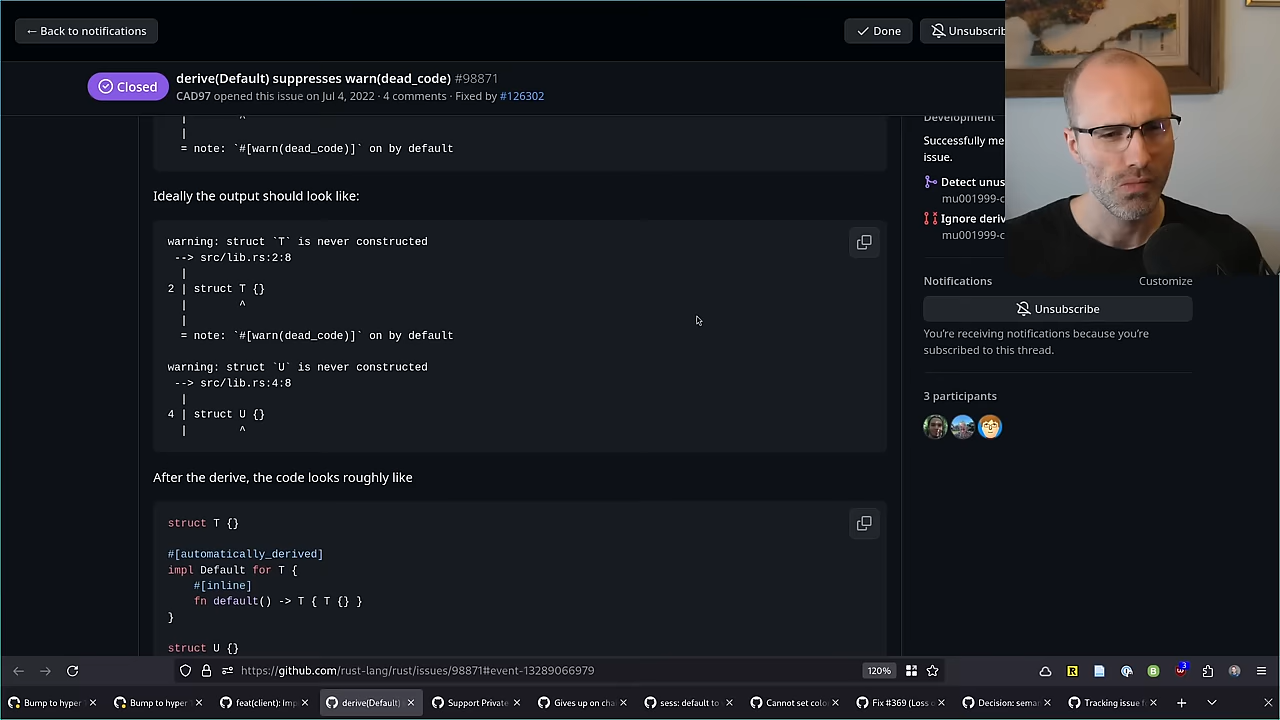 ← Back to notifications
Done
Unsubscrib
Closed
derive(Default) suppresses warn(dead_code) #98871
CAD97 opened this issue on Jul 4, 2022 · 4 comments · Fixed by #126302
| ^
|
= note: `#[warn(dead_code)]` on by default
Ideally the output should look like:
warning: struct `T` is never constructed
--> src/lib.rs:2:8
|
2 | struct T {}
| ^
|
= note: `#[warn(dead_code)]` on by default
warning: struct `U` is never constructed
--> src/lib.rs:4:8
|
4 | struct U {}
| ^
After the derive, the code looks roughly like
struct T {}
#[automatically_derived]
impl Default for T {
#[inline]
fn default() -> T { T {} }
}
struct U {}
Development
Successfully me
issue.
Detect unus
mu001999-c
Ignore deriv
mu001999-c
Notifications
Customize
Unsubscribe
You’re receiving notifications because you’re
subscribed to this thread.
3 participants
https://github.com/rust-lang/rust/issues/98871#event-13289066979
120%
3
Bump to hyper
Bump to hyper
feat(client): Im
derive(Default)
Support Private
Gives up on cha
sess: default to
Cannot set colo
Fix #369 (Loss o
Decision: sema
Tracking issue f